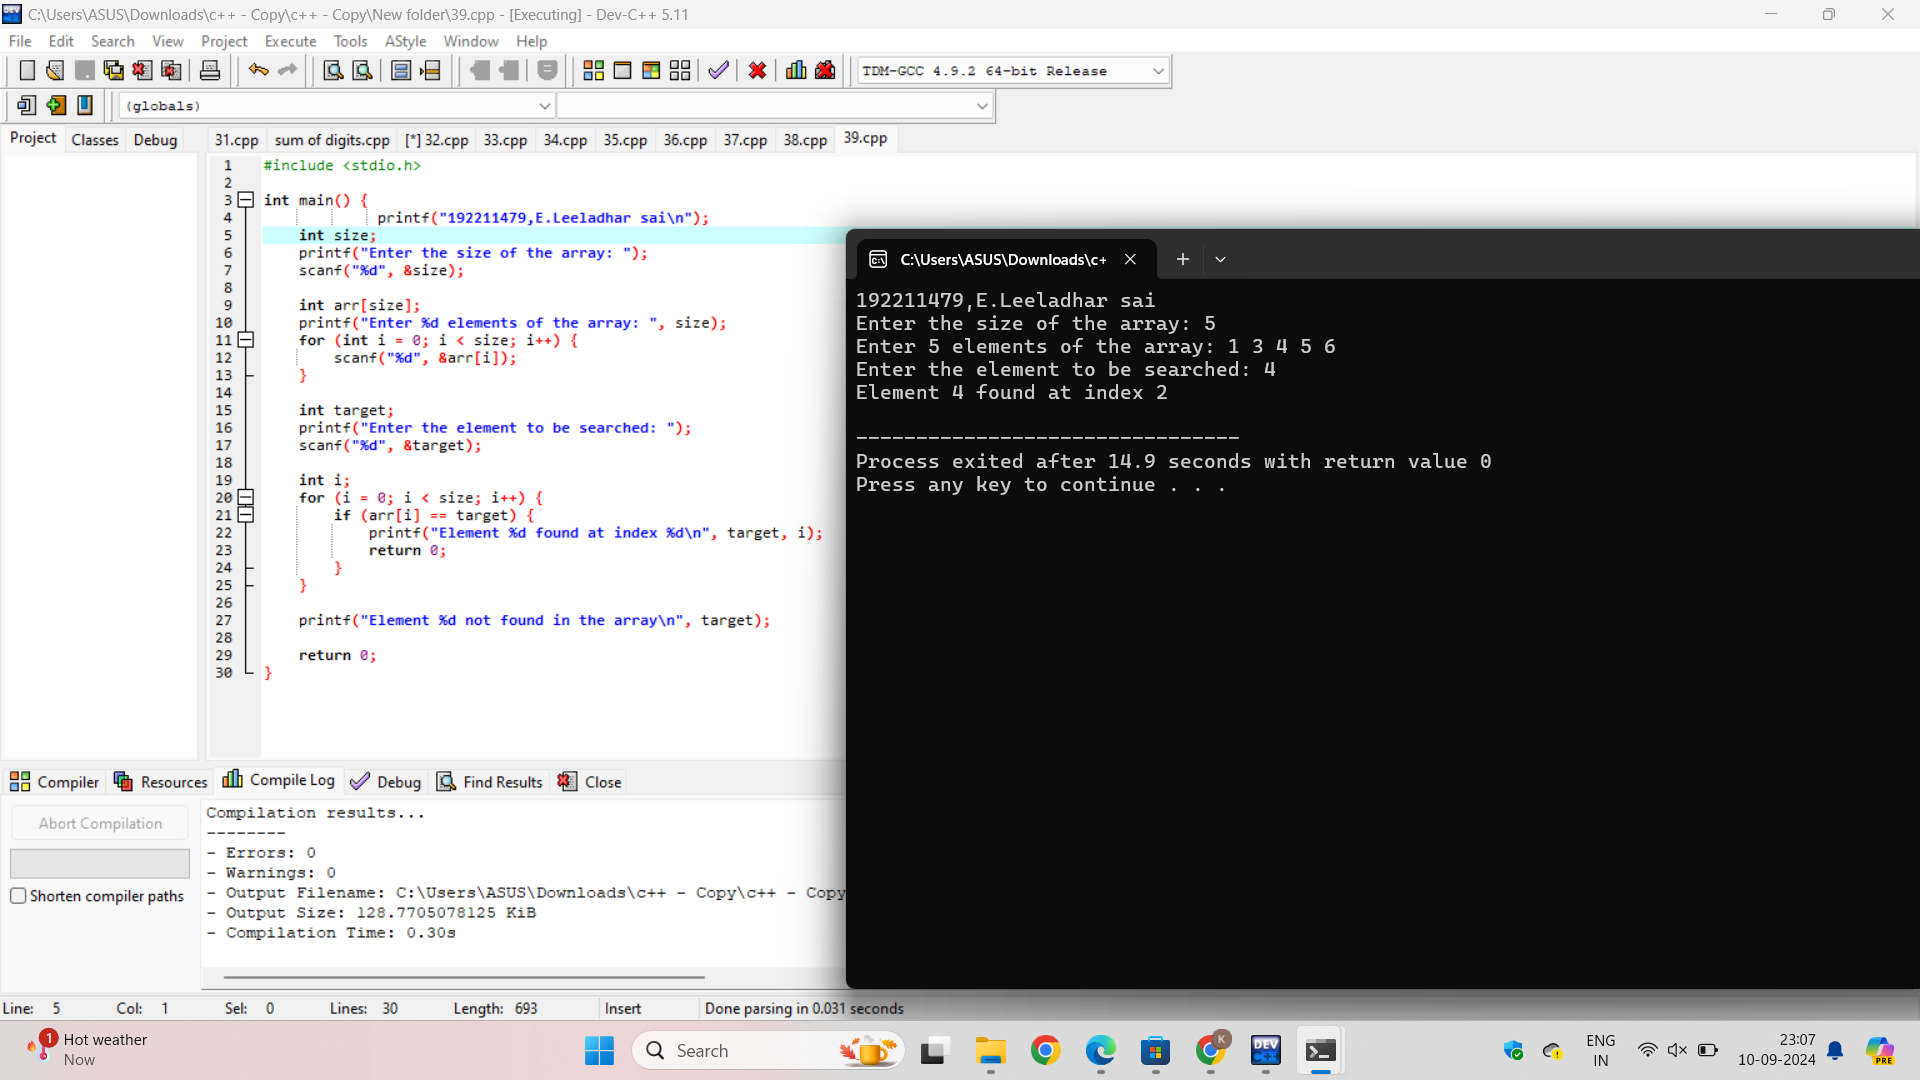 C:\Users\ASUS\Downloads\c++ - Copy\c++ - Copy\New folder\39.cpp - [Executing] - Dev-C++ 5.11
File Edit Search View Project Execute Tools AStyle Window Help
TDM-GCC 4.9.2 64-bit Release
(globals)
Project Classes Debug
31.cpp sum of digits.cpp [*] 32.cpp 33.cpp 34.cpp 35.cpp 36.cpp 37.cpp 38.cpp 39.cpp
1 #include <stdio.h>
2
3 int main() {
4 printf("192211479,E.Leeladhar sai\n");
5 int size;
6 printf("Enter the size of the array: ");
7 scanf("%d", &size);
8
9 int arr[size];
10 printf("Enter %d elements of the array: ", size);
11 for (int i = 0; i < size; i++) {
12 scanf("%d", &arr[i]);
13 }
14
15 int target;
16 printf("Enter the element to be searched: ");
17 scanf("%d", &target);
18
19 int i;
20 for (i = 0; i < size; i++) {
21 if (arr[i] == target) {
22 printf("Element %d found at index %d\n", target, i);
23 return 0;
24 }
25 }
26
27 printf("Element %d not found in the array\n", target);
28
29 return 0;
30 }
C:\Users\ASUS\Downloads\c+
192211479,E.Leeladhar sai
Enter the size of the array: 5
Enter 5 elements of the array: 1 3 4 5 6
Enter the element to be searched: 4
Element 4 found at index 2
--------------------------------
Process exited after 14.9 seconds with return value 0
Press any key to continue . . .
Compiler Resources Compile Log Debug Find Results Close
Abort Compilation
Shorten compiler paths
Compilation results...
--------
- Errors: 0
- Warnings: 0
- Output Filename: C:\Users\ASUS\Downloads\c++ - Copy\c++ - Copy
- Output Size: 128.7705078125 KiB
- Compilation Time: 0.30s
Line: 5 Col: 1 Sel: 0 Lines: 30 Length: 693 Insert Done parsing in 0.031 seconds
1 Hot weather
Now
Search
K
DEV C++
ENG
IN
23:07
10-09-2024
PRE